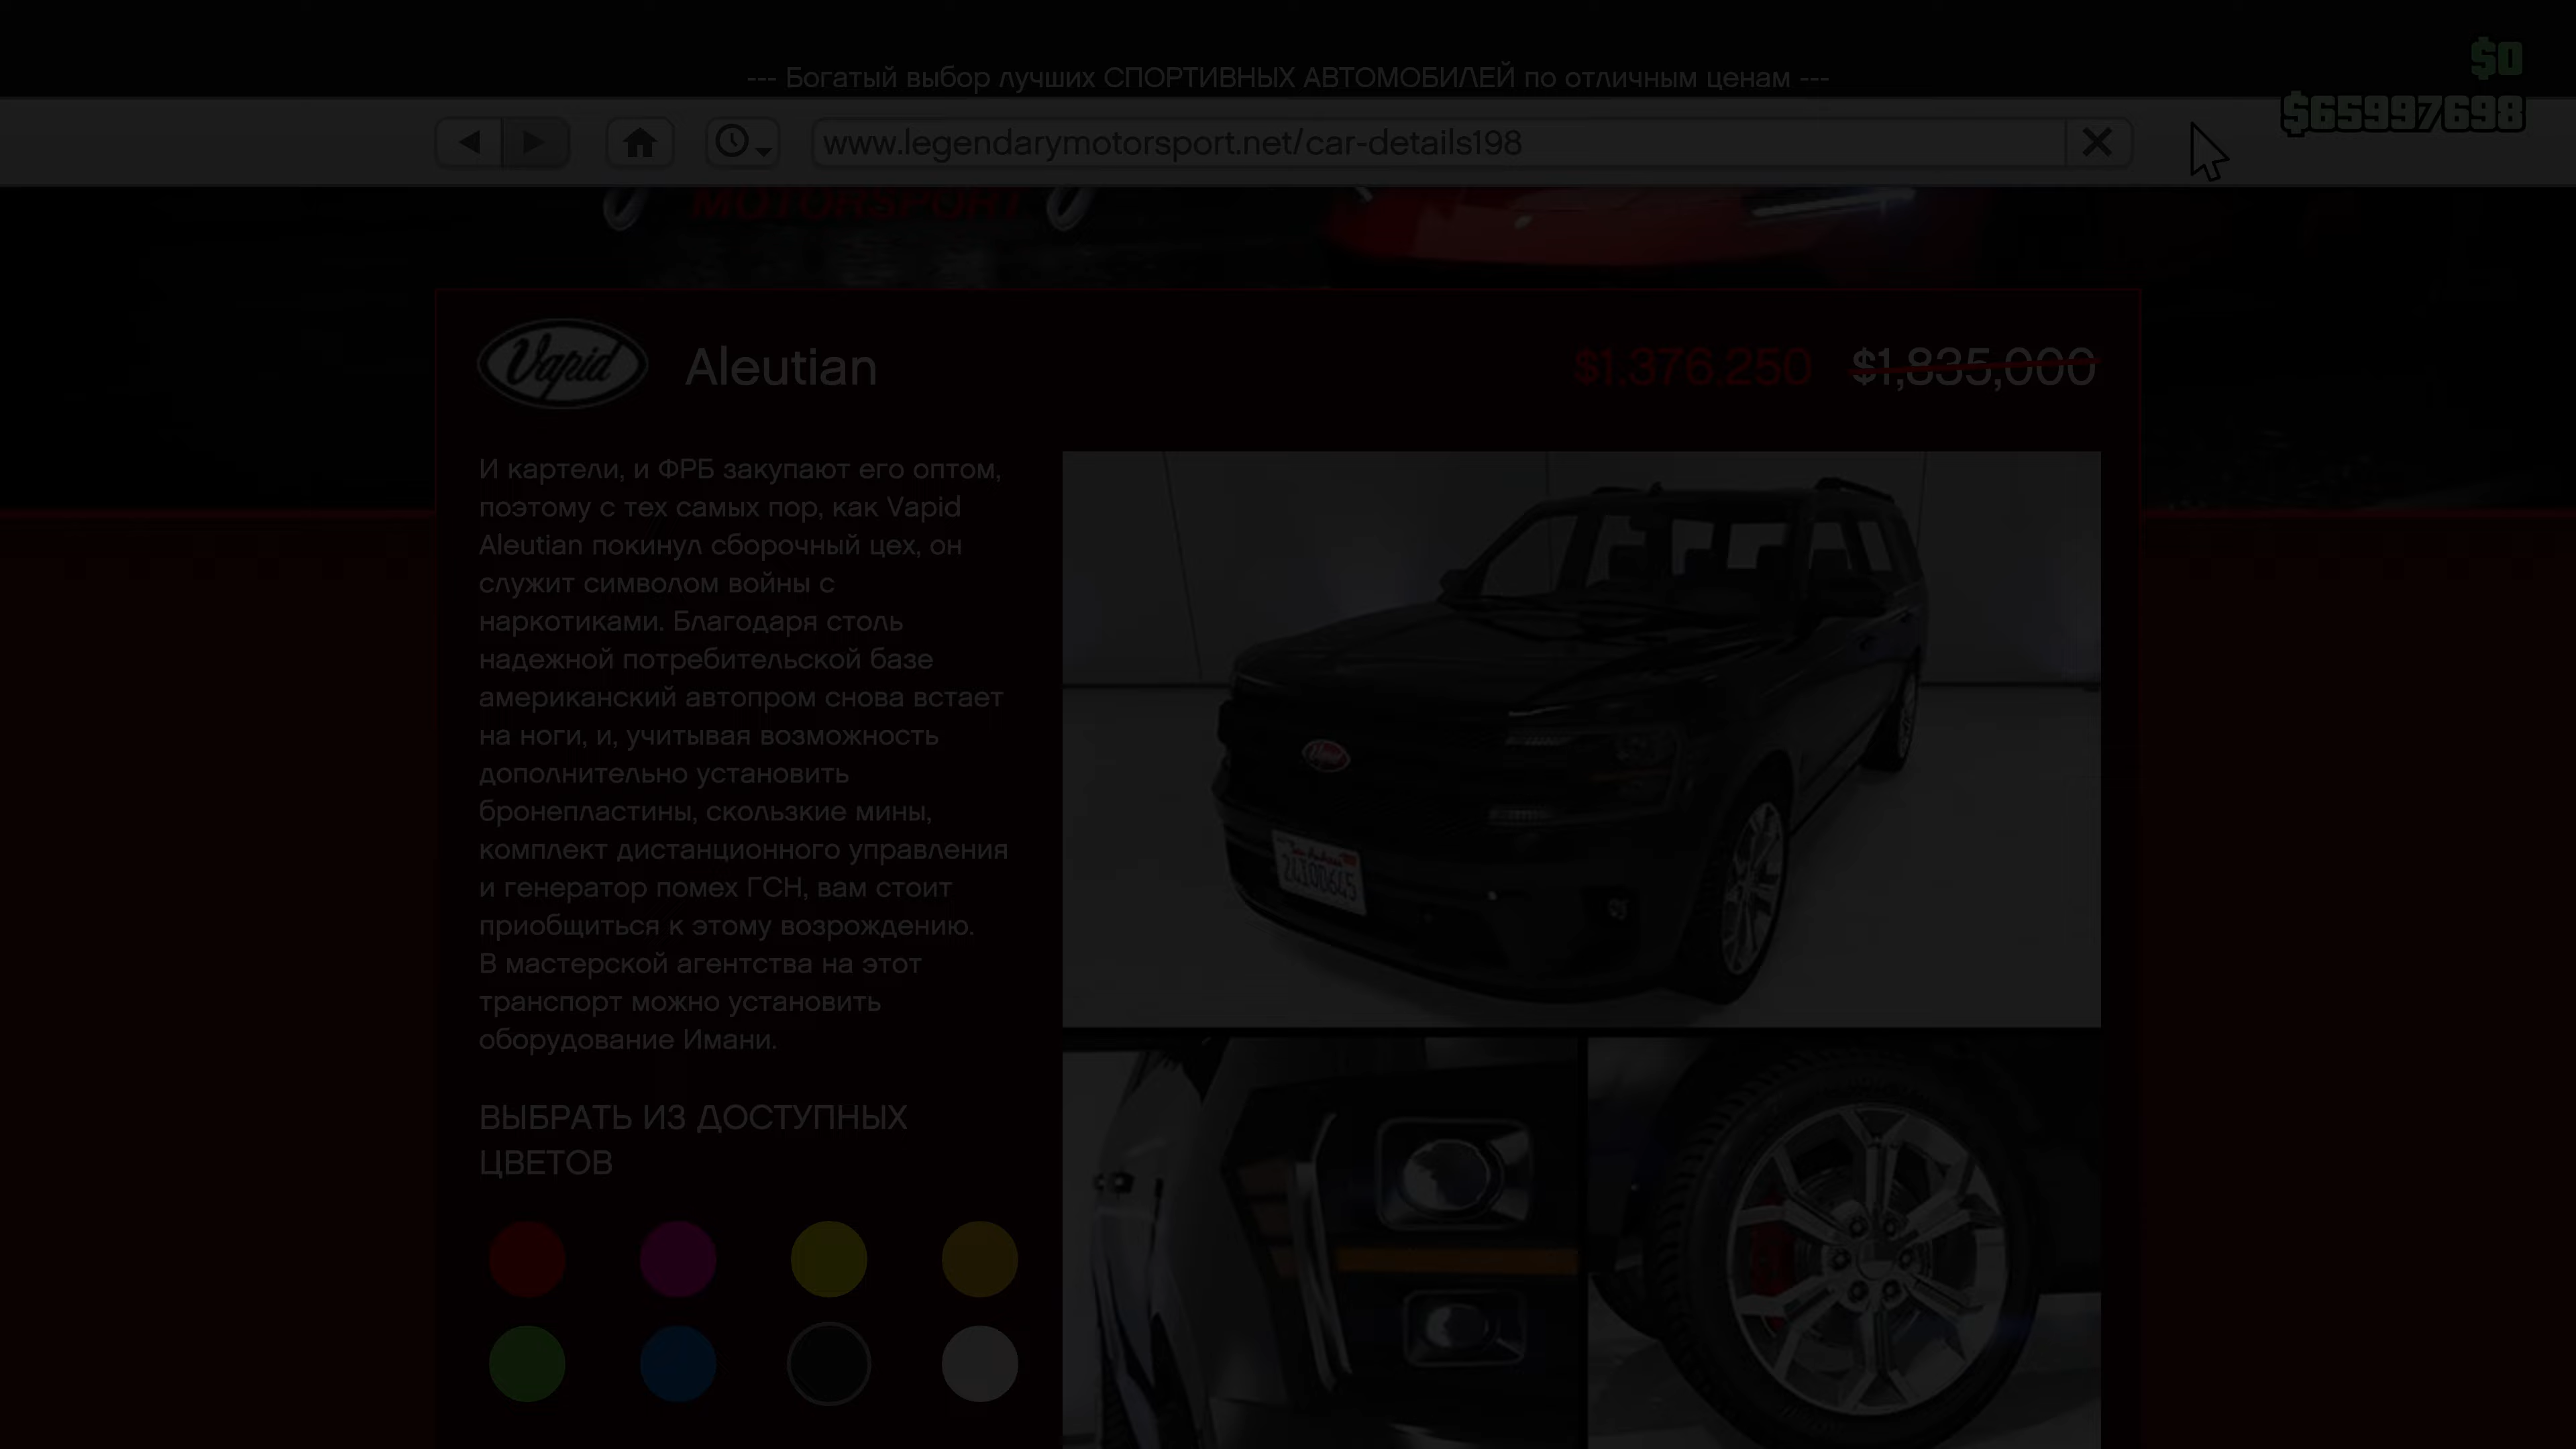 $0
--- Богатый выбор лучших СПОРТИВНЫХ АВТОМОБИЛЕЙ по отличным ценам ---
$65997698
www.legendarymotorsport.net/car-details198
MOTORSPORT
Vapid
Aleutian
$1,376,250
$1,835,000
И картели, и ФРБ закупают его оптом,
поэтому с тех самых пор, как Vapid
Aleutian покинул сборочный цех, он
служит символом войны с
наркотиками. Благодаря столь
надежной потребительской базе
американский автопром снова встает
на ноги, и, учитывая возможность
дополнительно установить
бронепластины, скользкие мины,
комплект дистанционного управления
и генератор помех ГСН, вам стоит
приобщиться к этому возрождению.
В мастерской агентства на этот
транспорт можно установить
оборудование Имани.
Vapid
ВЫБРАТЬ ИЗ ДОСТУПНЫХ
ЦВЕТОВ